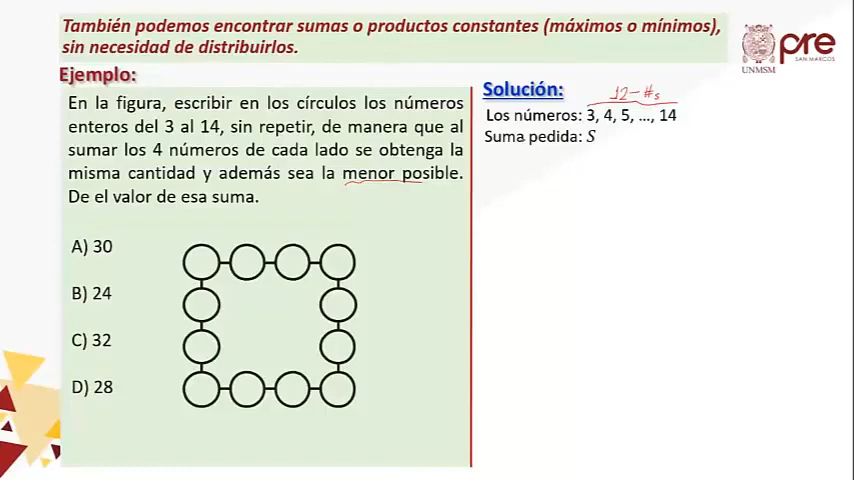 También podemos encontrar sumas o productos constantes (máximos o mínimos),
sin necesidad de distribuirlos.
UNMSM
pre
SAN MARCOS
Ejemplo:
En la figura, escribir en los círculos los números
enteros del 3 al 14, sin repetir, de manera que al
sumar los 4 números de cada lado se obtenga la
misma cantidad y además sea la menor posible.
De el valor de esa suma.
A) 30
B) 24
C) 32
D) 28
Solución:
12 - #s
Los números: 3, 4, 5, ..., 14
Suma pedida: S